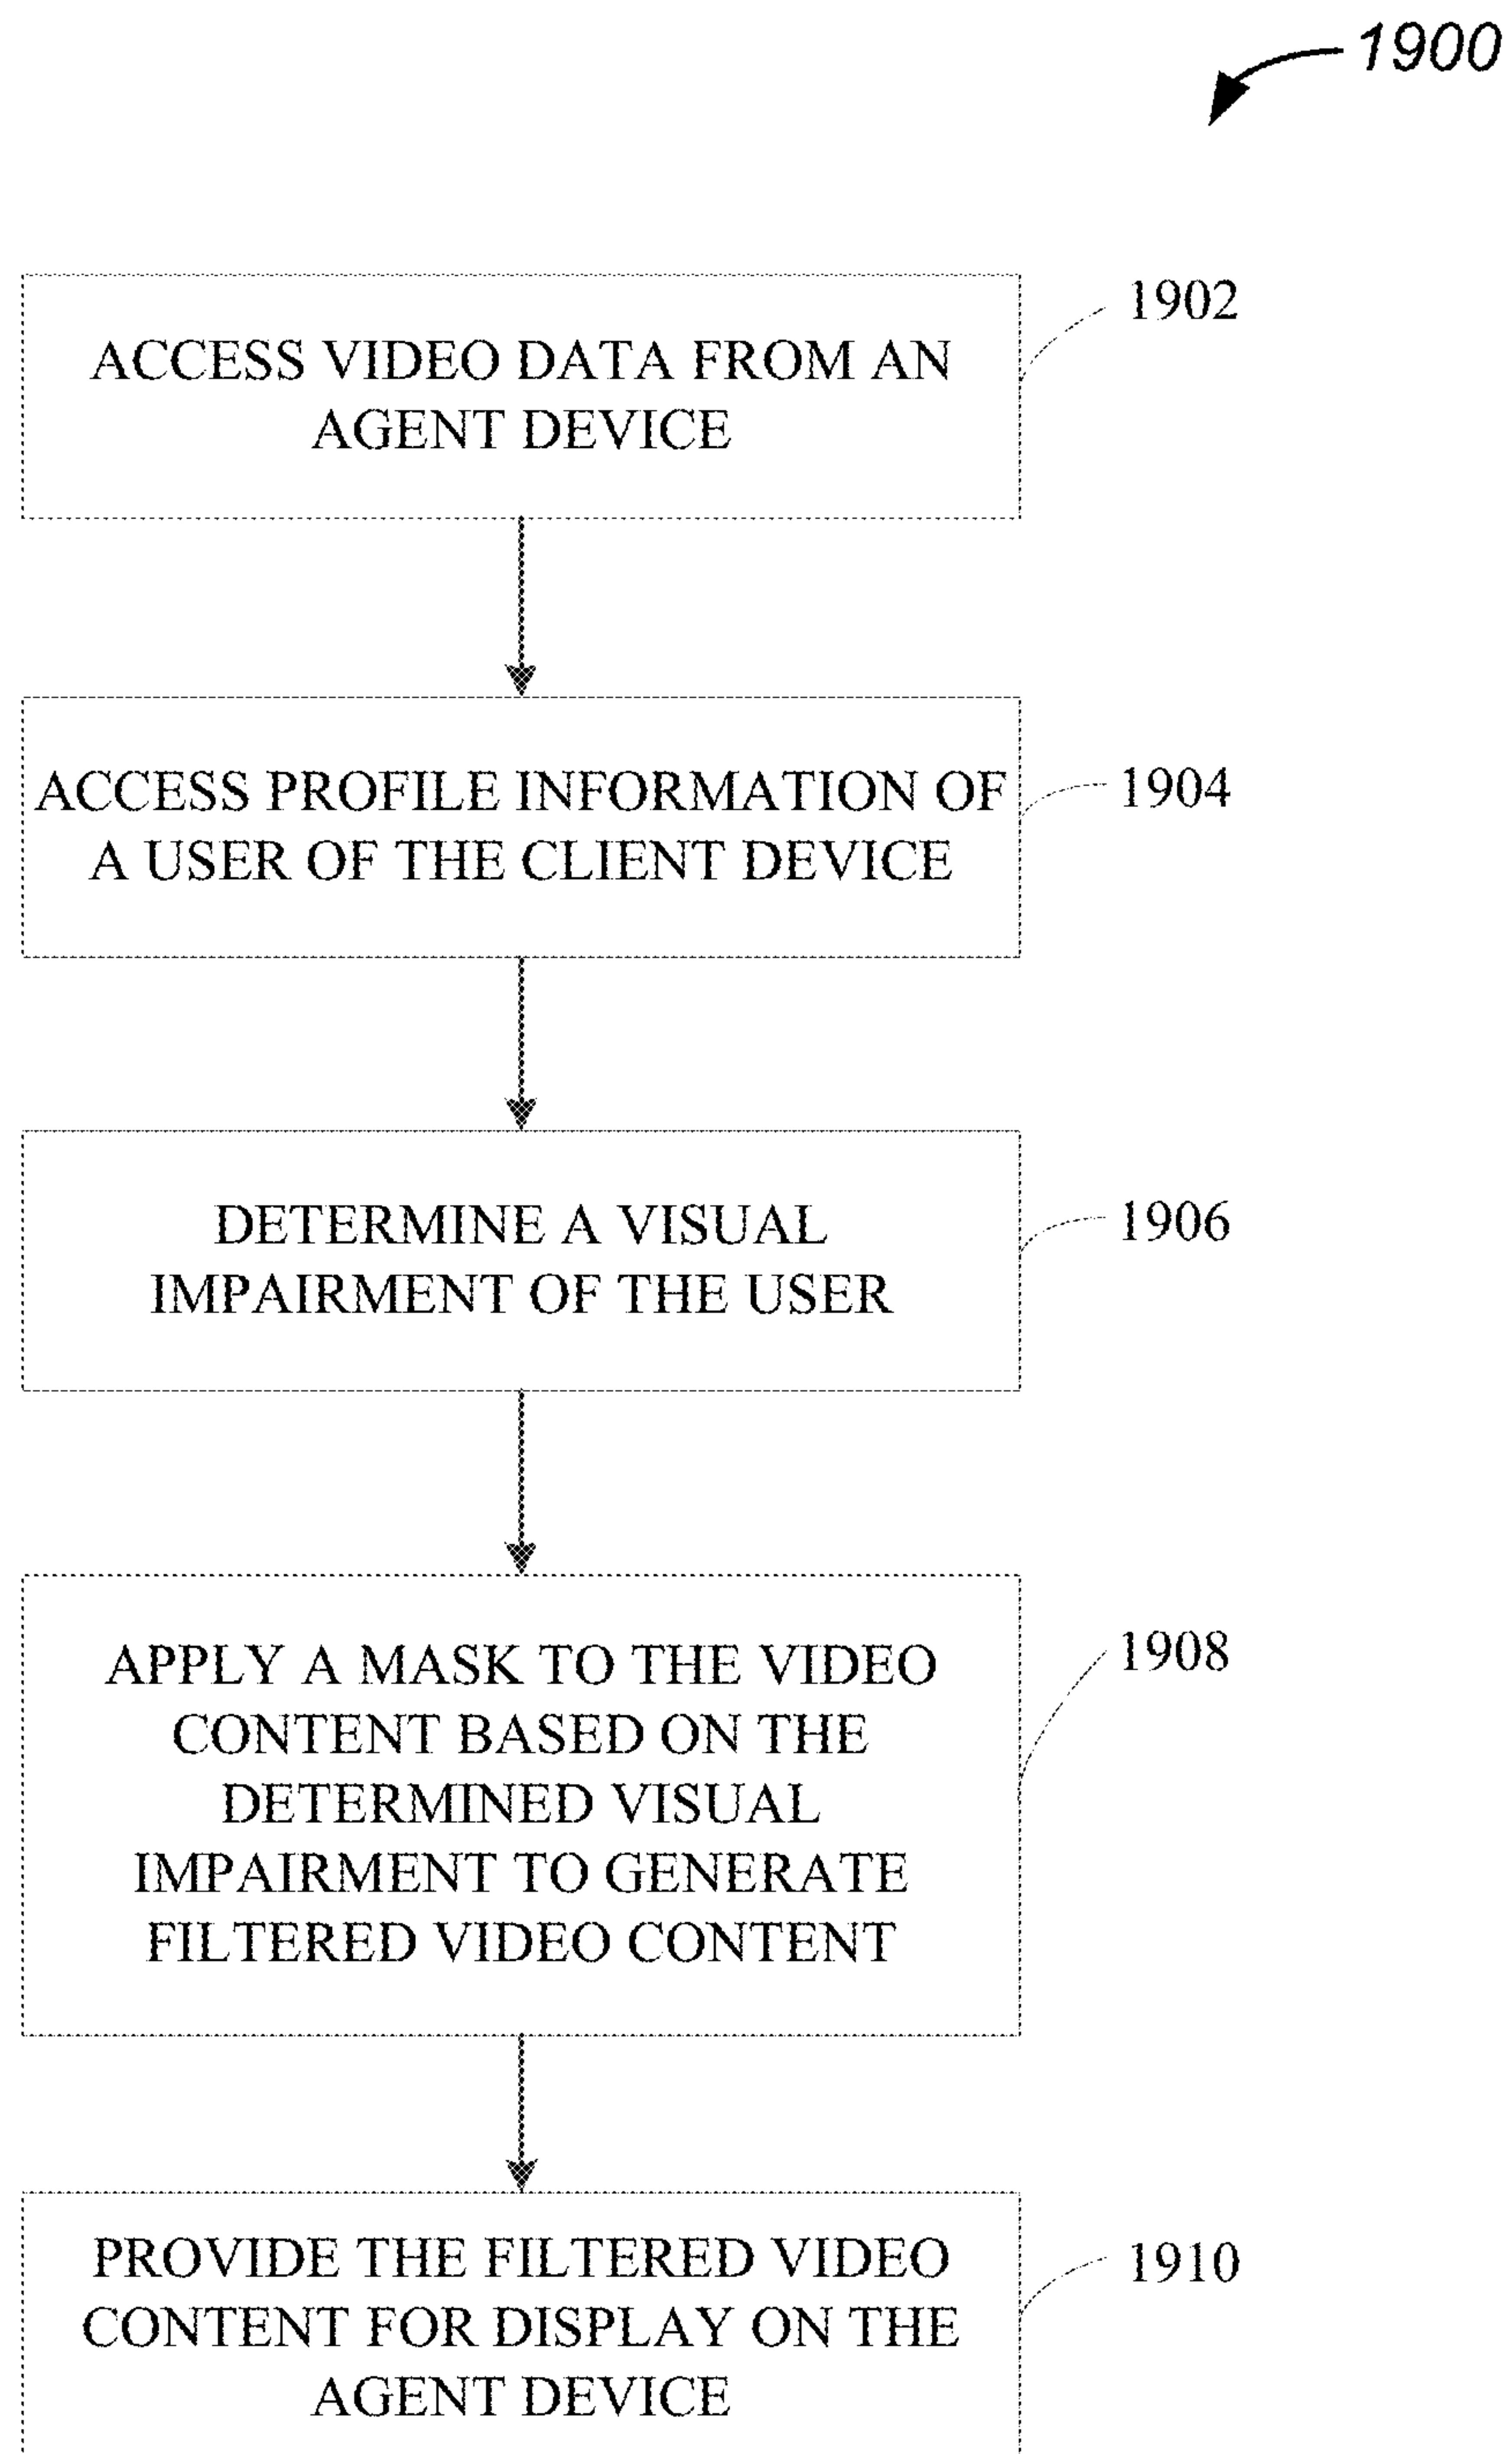 1900
ACCESS VIDEO DATA FROM AN
AGENT DEVICE
1902
ACCESS PROFILE INFORMATION OF
A USER OF THE CLIENT DEVICE
1904
DETERMINE A VISUAL
IMPAIRMENT OF THE USER
1906
APPLY A MASK TO THE VIDEO
CONTENT BASED ON THE
DETERMINED VISUAL
IMPAIRMENT TO GENERATE
FILTERED VIDEO CONTENT
1908
PROVIDE THE FILTERED VIDEO
CONTENT FOR DISPLAY ON THE
AGENT DEVICE
1910